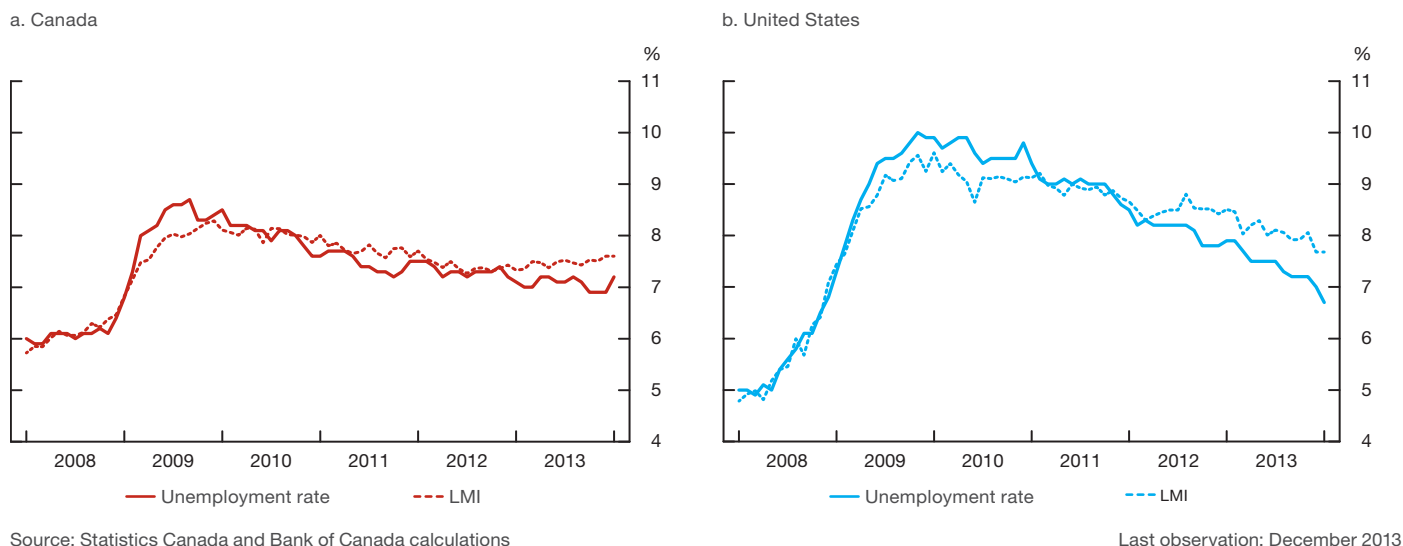 a. Canada
%
11
10
9
8
7
6
5
4
2008 2009 2010 2011 2012 2013
Unemployment rate LMI
b. United States
%
11
10
9
8
7
6
5
4
2008 2009 2010 2011 2012 2013
Unemployment rate LMI
Source: Statistics Canada and Bank of Canada calculations
Last observation: December 2013